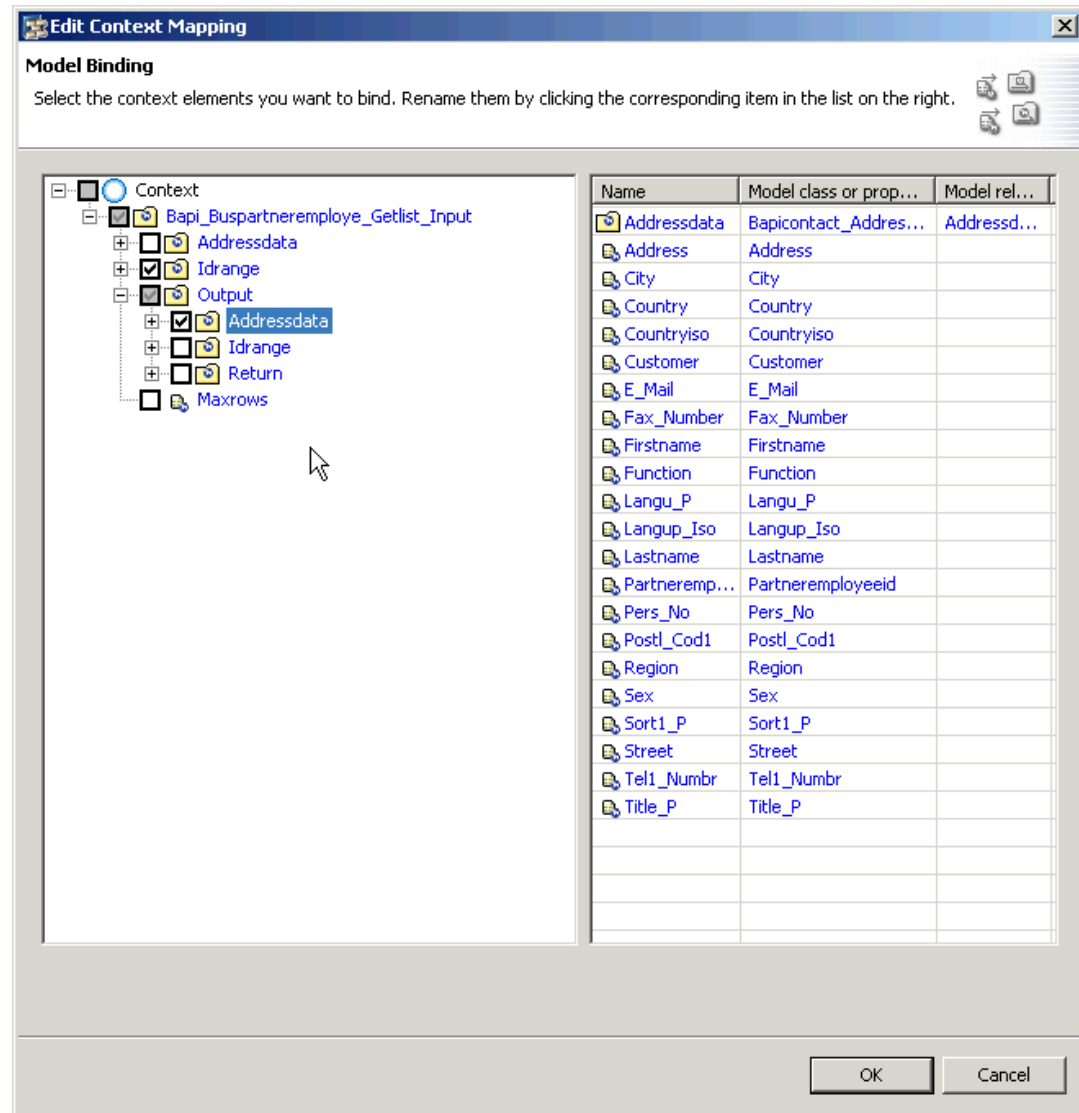 Edit Context Mapping
Model Binding
Select the context elements you want to bind. Rename them by clicking the corresponding item in the list on the right.
Context
Bapi_Buspartneremploye_Getlist_Input
Addressdata
Idrange
Output
Addressdata
Idrange
Return
Maxrows
Name Model class or prop... Model rel...
Addressdata Bapicontact_Addres... Addressd...
Address Address
City City
Country Country
Countryiso Countryiso
Customer Customer
E_Mail E_Mail
Fax_Number Fax_Number
Firstname Firstname
Function Function
Langu_P Langu_P
Langup_Iso Langup_Iso
Lastname Lastname
Partneremp... Partneremployeeid
Pers_No Pers_No
Postl_Cod1 Postl_Cod1
Region Region
Sex Sex
Sort1_P Sort1_P
Street Street
Tel1_Numbr Tel1_Numbr
Title_P Title_P
OK Cancel